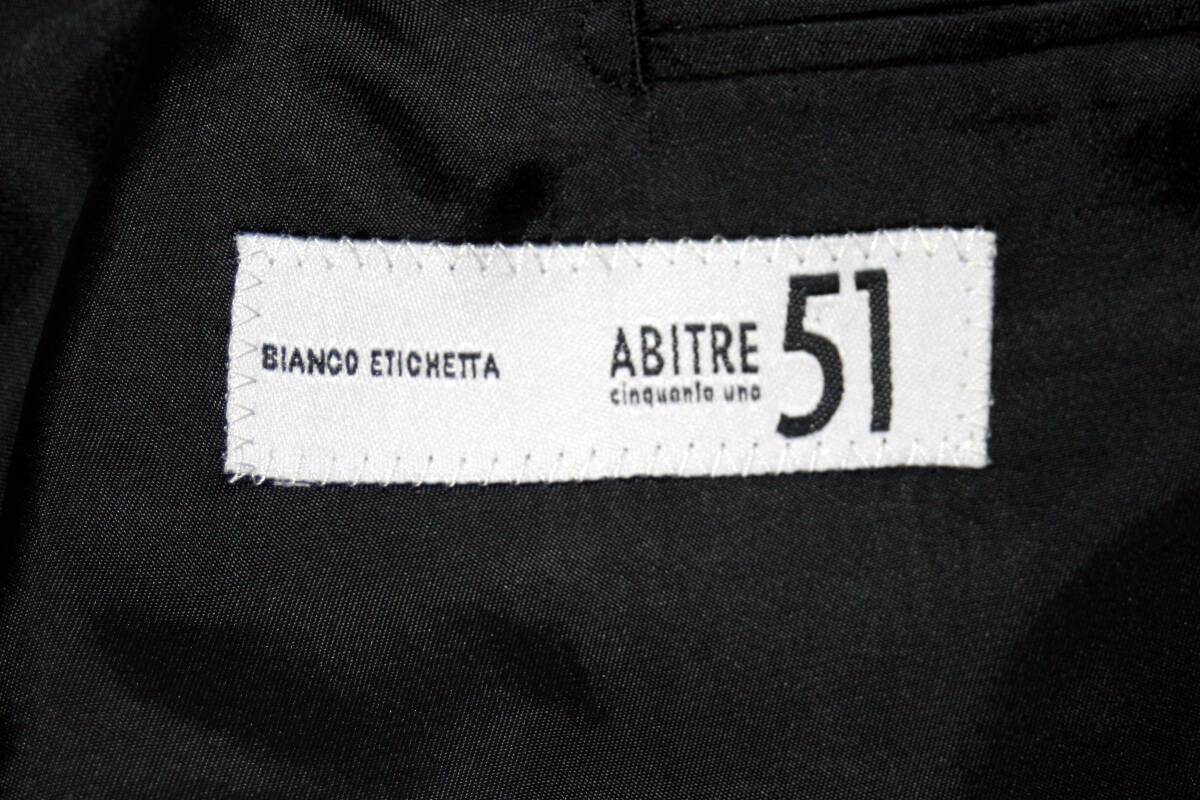 BIANCO ETICHETTA
ABITRE 51
cinquanta uno